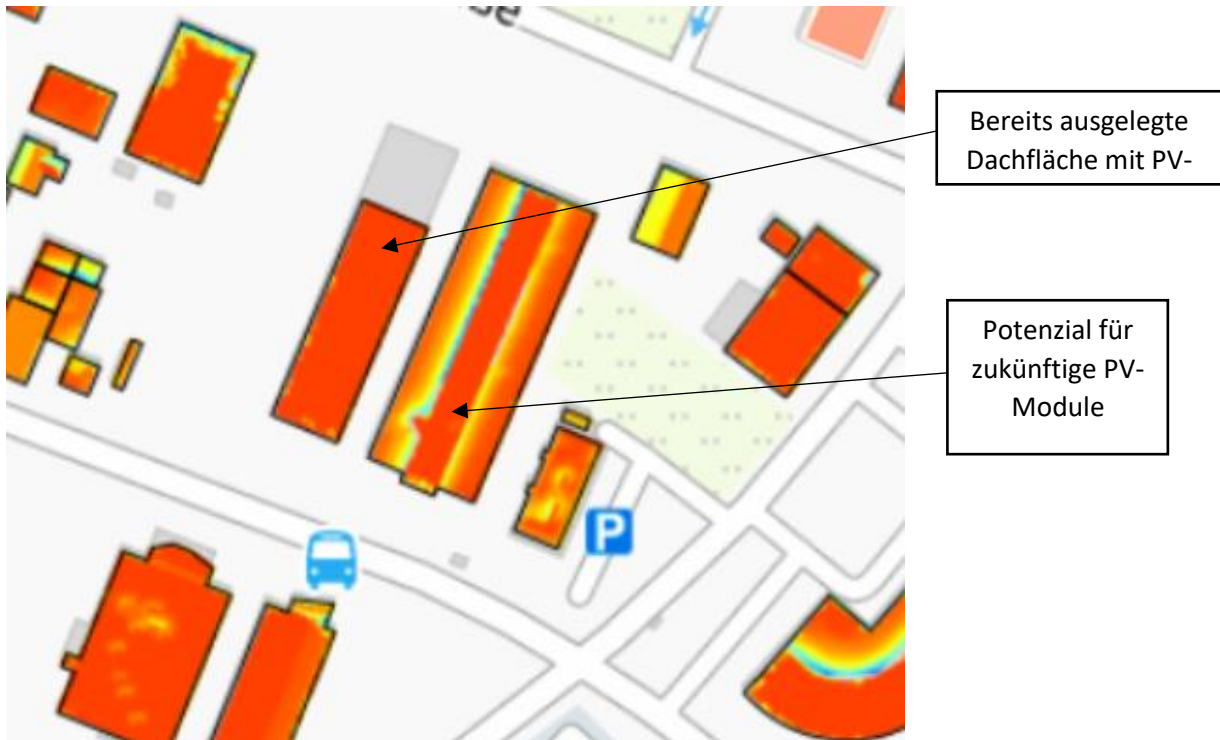 Bereits ausgelegte
Dachfläche mit PV-
Potenzial für
zukünftige PV-
Module
P